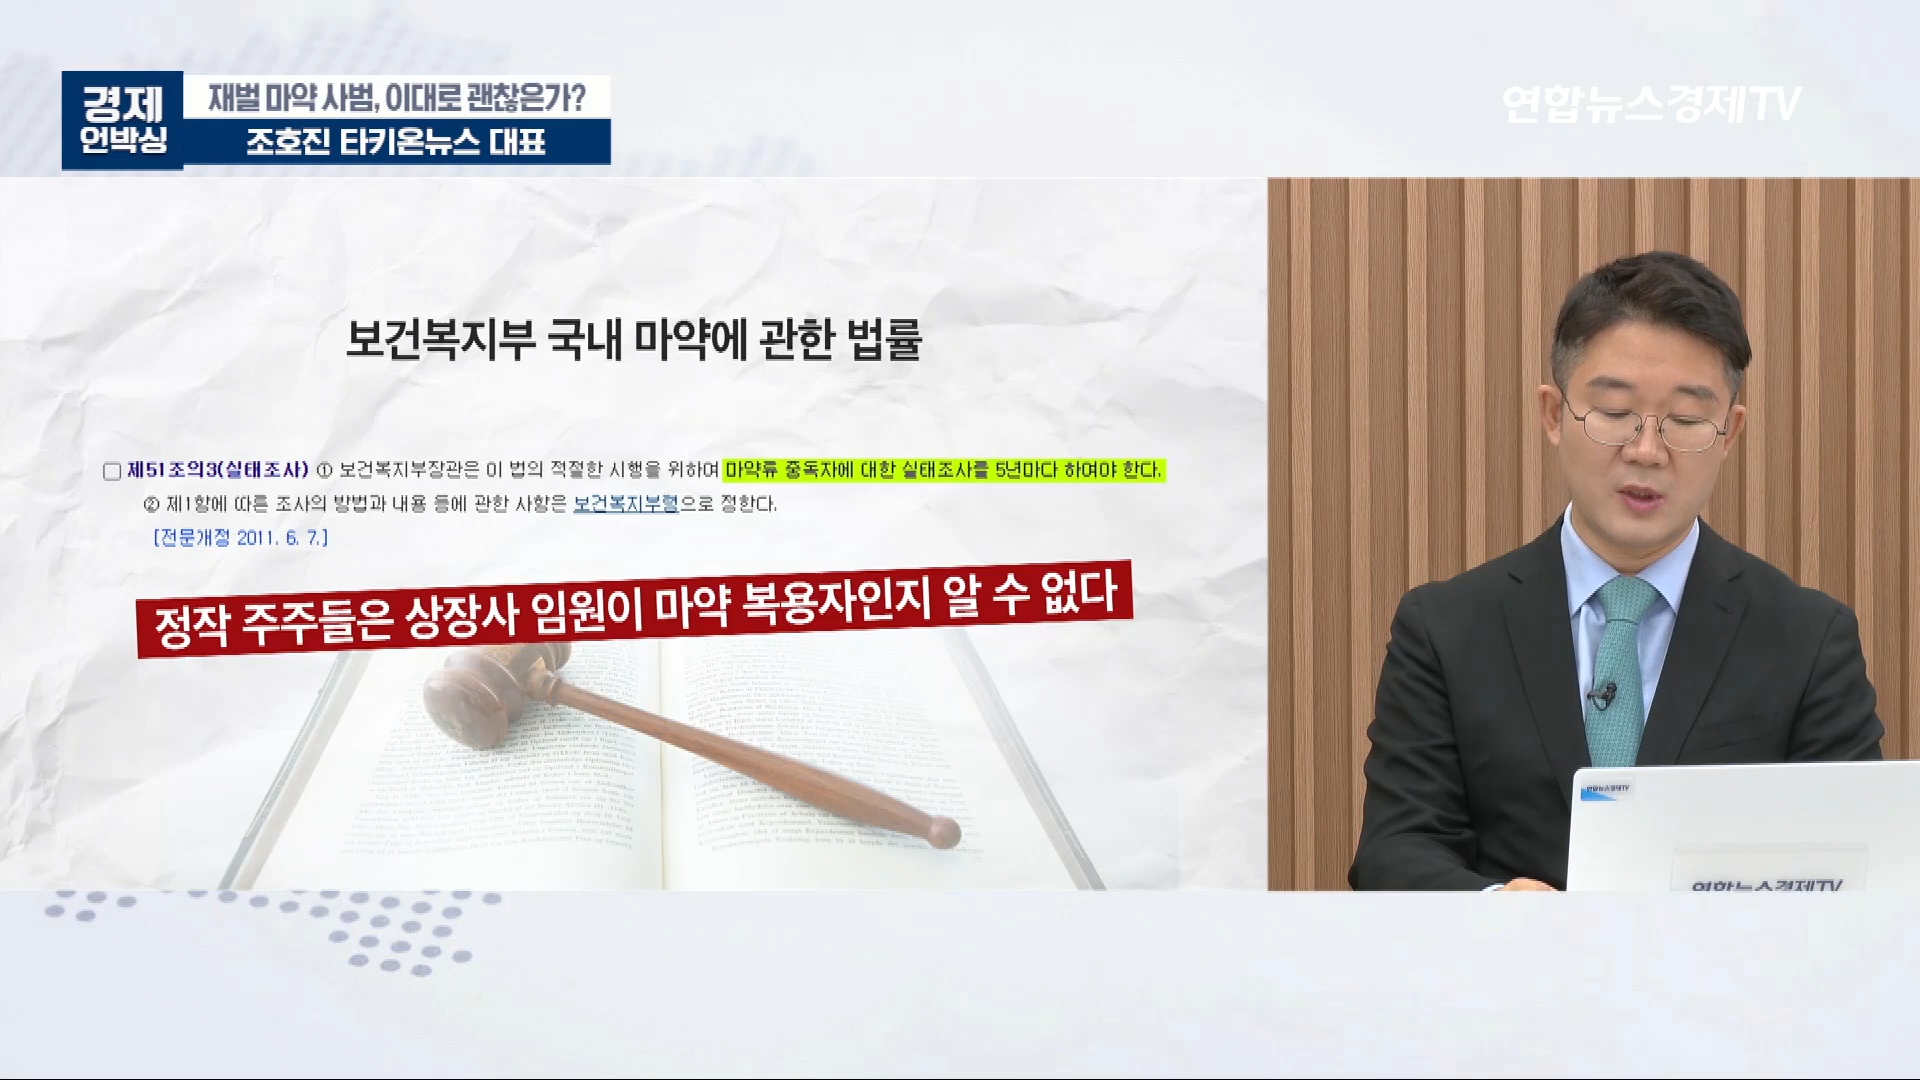 경제
언박싱
재벌 마약 사범, 이대로 괜찮은가?
조호진 타키온뉴스 대표
연합뉴스경제TV
보건복지부 국내 마약에 관한 법률
제51조의3(실태조사) ① 보건복지부장관은 이 법의 적절한 시행을 위하여 마약류 중독자에 대한 실태조사를 5년마다 하여야 한다.
② 제1항에 따른 조사의 방법과 내용 등에 관한 사항은 보건복지부령으로 정한다.
[전문개정 2011. 6. 7.]
정작 주주들은 상장사 임원이 마약 복용자인지 알 수 없다
연합뉴스경제TV
연합뉴스경제TV